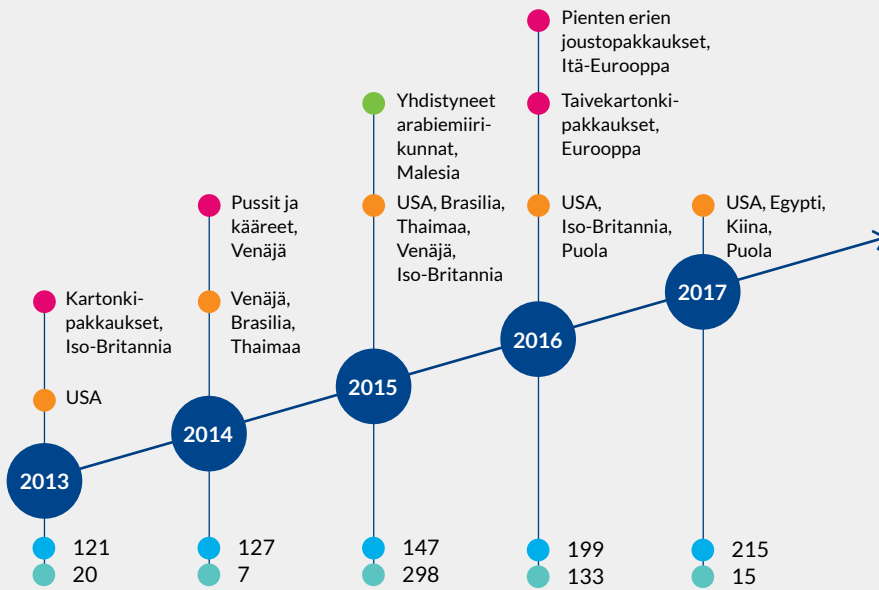 Kartonki-
pakkaukset,
Iso-Britannia
USA
2013
121
20
Pussit ja
kääreet,
Venäjä
Venäjä,
Brasilia,
Thaimaa
2014
127
7
Yhdistyneet
arabiemiiri-
kunnat,
Malesia
USA, Brasilia,
Thaimaa,
Venäjä,
Iso-Britannia
2015
147
298
Pienten erien
joustopakkaukset,
Itä-Eurooppa
Taivekartonki-
pakkaukset,
Eurooppa
USA,
Iso-Britannia,
Puola
2016
199
133
USA, Egypti,
Kiina,
Puola
2017
215
15